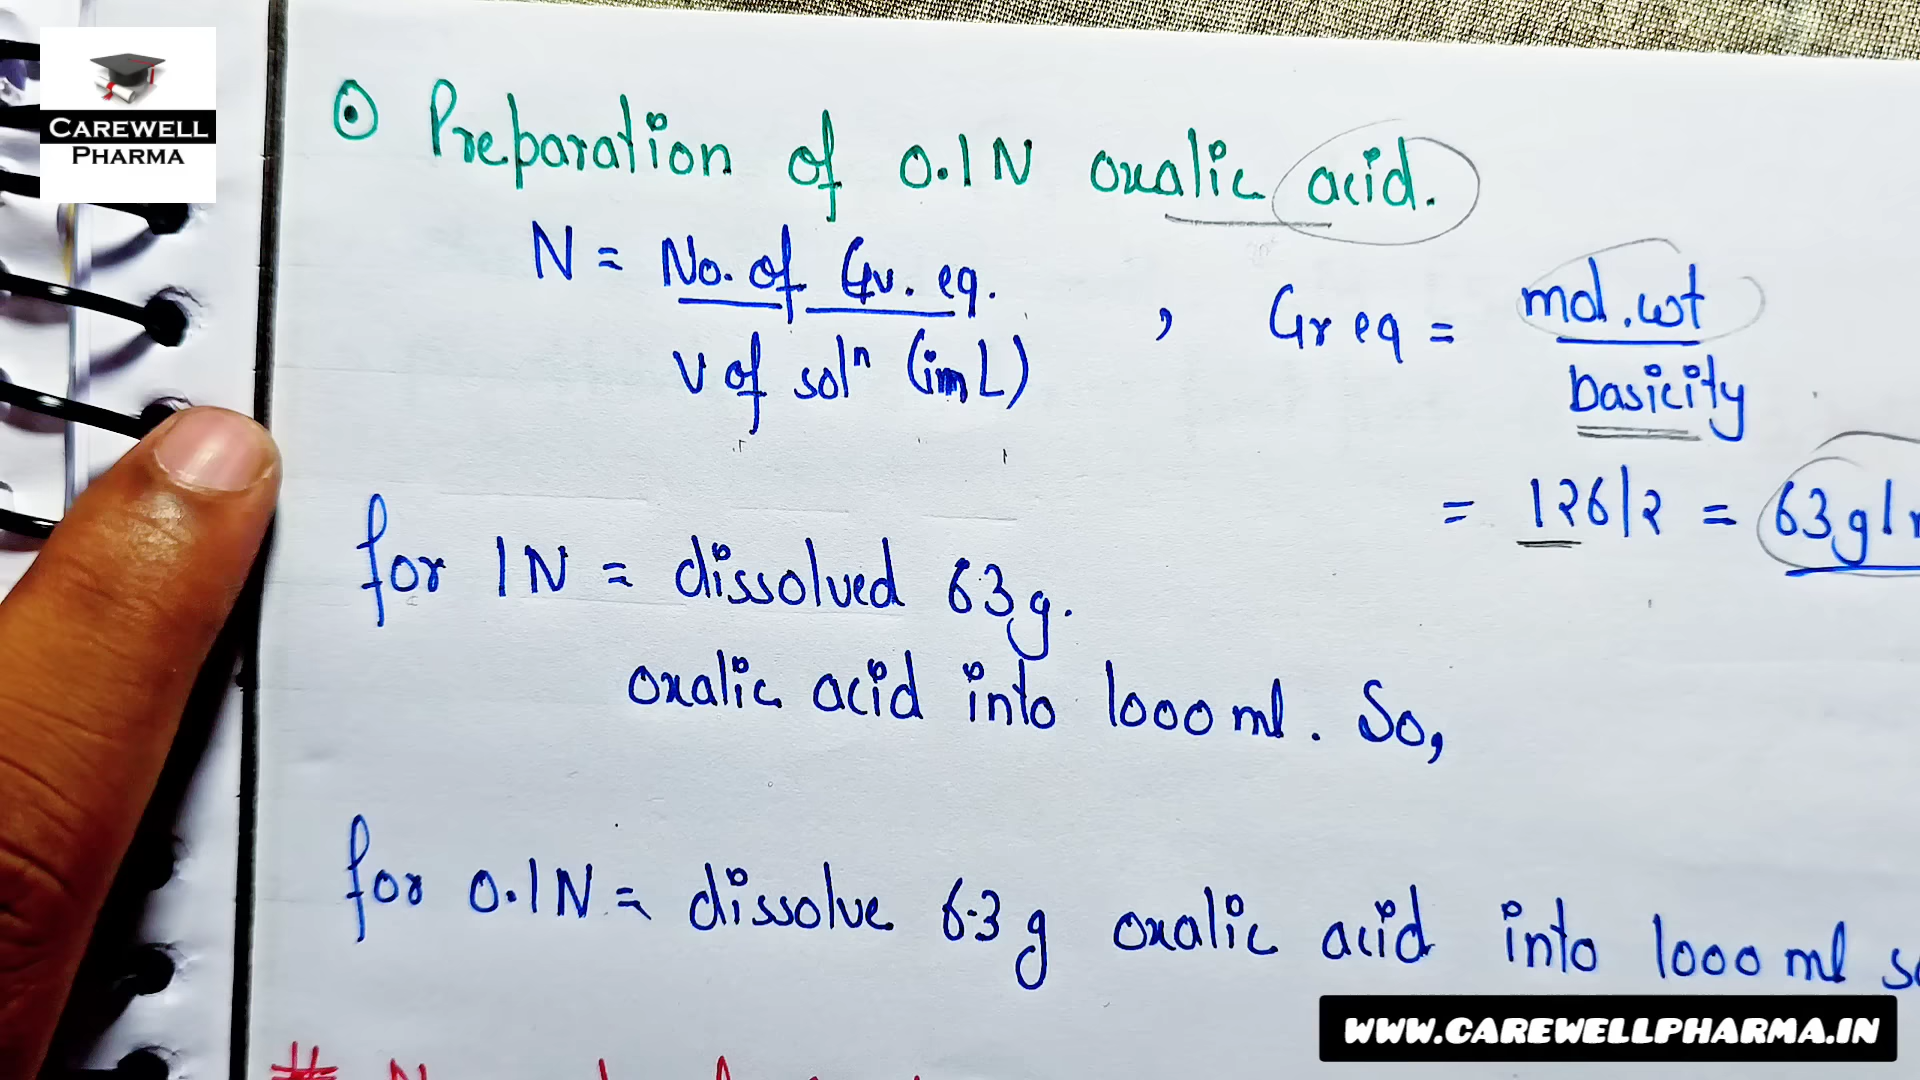 CAREWELL
PHARMA
Preparation of 0.1N oxalic acid.
N = No. of Gr. eq.
V of solⁿ (im L)
, Gr eq = mol.wt
basicity
= 126/2 = 63g/
for 1N = dissolved 63g.
oxalic acid into 1000 ml. So,
for 0.1N = dissolve 6.3 g oxalic acid into 1000 ml
#
WWW.CAREWELLPHARMA.IN